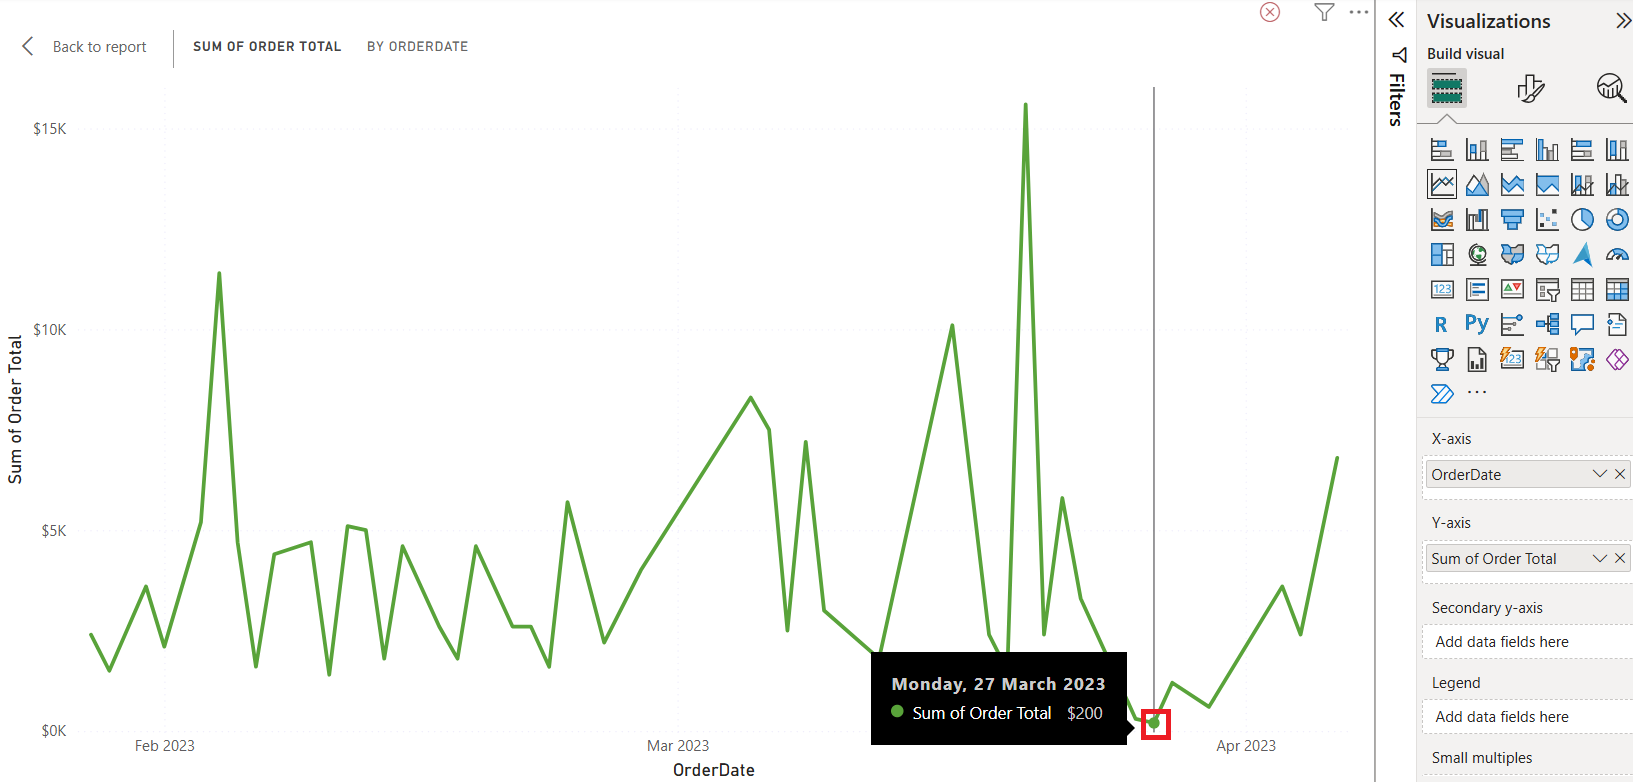 Back to report
SUM OF ORDER TOTAL
BY ORDERDATE
$15K
$10K
$5K
$0K
Sum of Order Total
Feb 2023
Mar 2023
Apr 2023
OrderDate
Monday, 27 March 2023
Sum of Order Total $200
Filters
Visualizations
Build visual
123
R
Py
123
X-axis
OrderDate
Y-axis
Sum of Order Total
Secondary y-axis
Add data fields here
Legend
Add data fields here
Small multiples